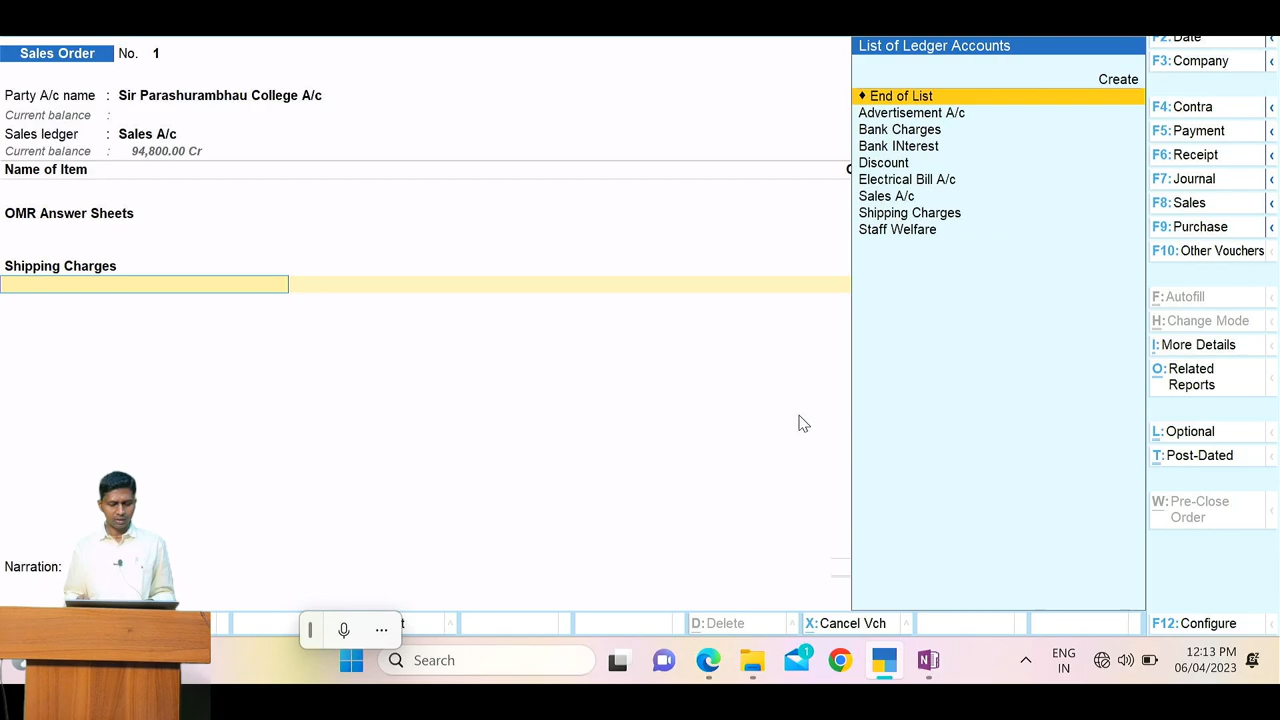 Sales Order No. 1
Party A/c name : Sir Parashurambhau College A/c
Current balance :
Sales ledger : Sales A/c
Current balance : 94,800.00 Cr
Name of Item
OMR Answer Sheets
Shipping Charges
Narration:
List of Ledger Accounts
Create
♦ End of List
Advertisement A/c
Bank Charges
Bank INterest
Discount
Electrical Bill A/c
Sales A/c
Shipping Charges
Staff Welfare
F2: Date
F3: Company
F4: Contra
F5: Payment
F6: Receipt
F7: Journal
F8: Sales
F9: Purchase
F10: Other Vouchers
F: Autofill
H: Change Mode
I: More Details
O: Related
Reports
L: Optional
T: Post-Dated
W: Pre-Close
Order
D: Delete
X: Cancel Vch
F12: Configure
Search
1
ENG
IN
12:13 PM
06/04/2023